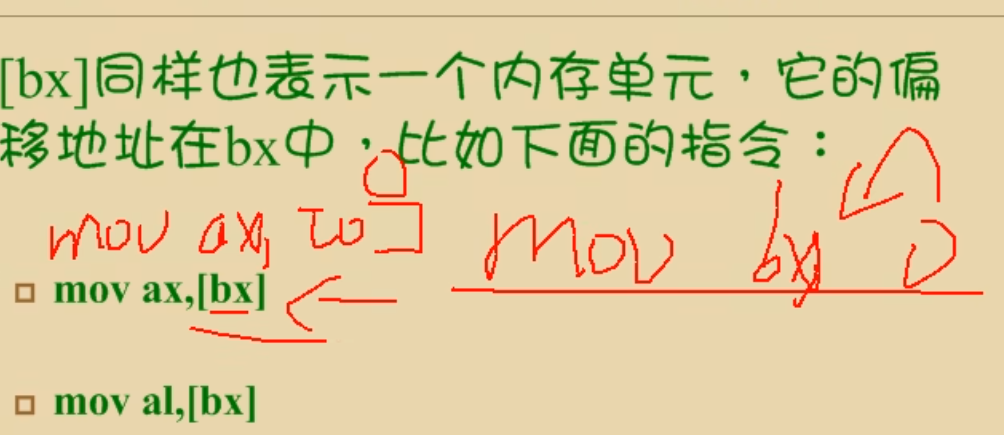 [bx]同样也表示一个内存单元，它的偏
移地址在bx中，比如下面的指令：
mov ax, [0]
mov bx, 0
mov ax,[bx]
mov al,[bx]